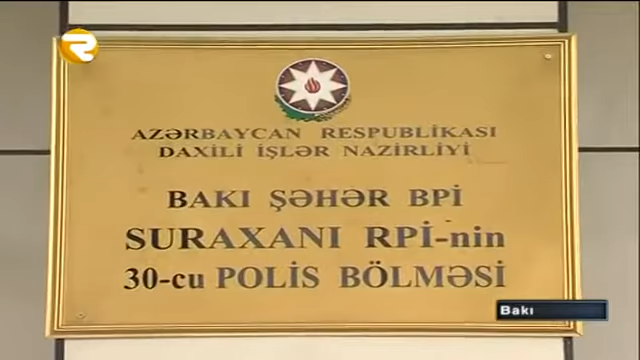 AZƏRBAYCAN RESPUBLİKASI
DAXİLİ İŞLƏR NAZİRLİYİ
BAKI ŞƏHƏR BPİ
SURAXANI RPİ-nin
30-cu POLIS BÖLMƏSİ
Bakı